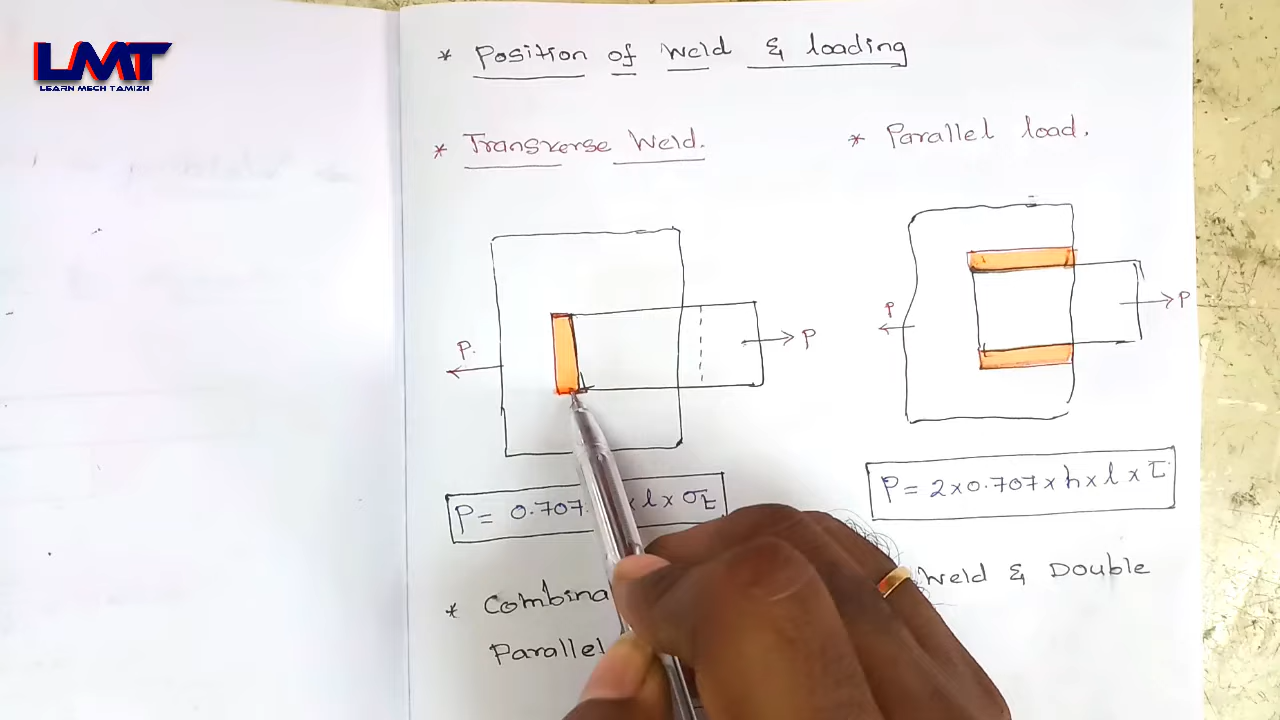 LMT
LEARN MECH TAMIZH
* Position of Weld & loading
* Transverse Weld.
* Parallel load.
P.
P
P
P
P = 0.707 x l x σt
P = 2 x 0.707 x h x l x τ
* Combina Weld & Double
Parallel